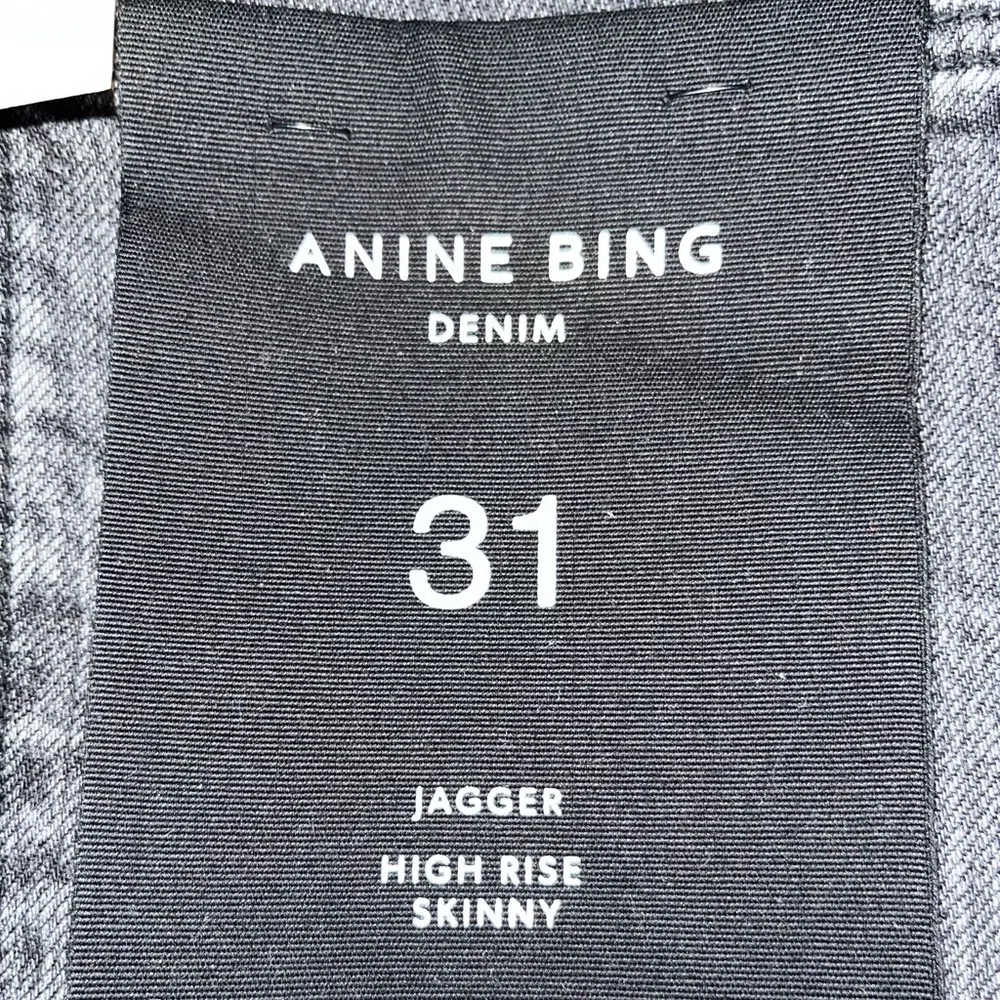 ANINE BING
DENIM
31
JAGGER
HIGH RISE
SKINNY